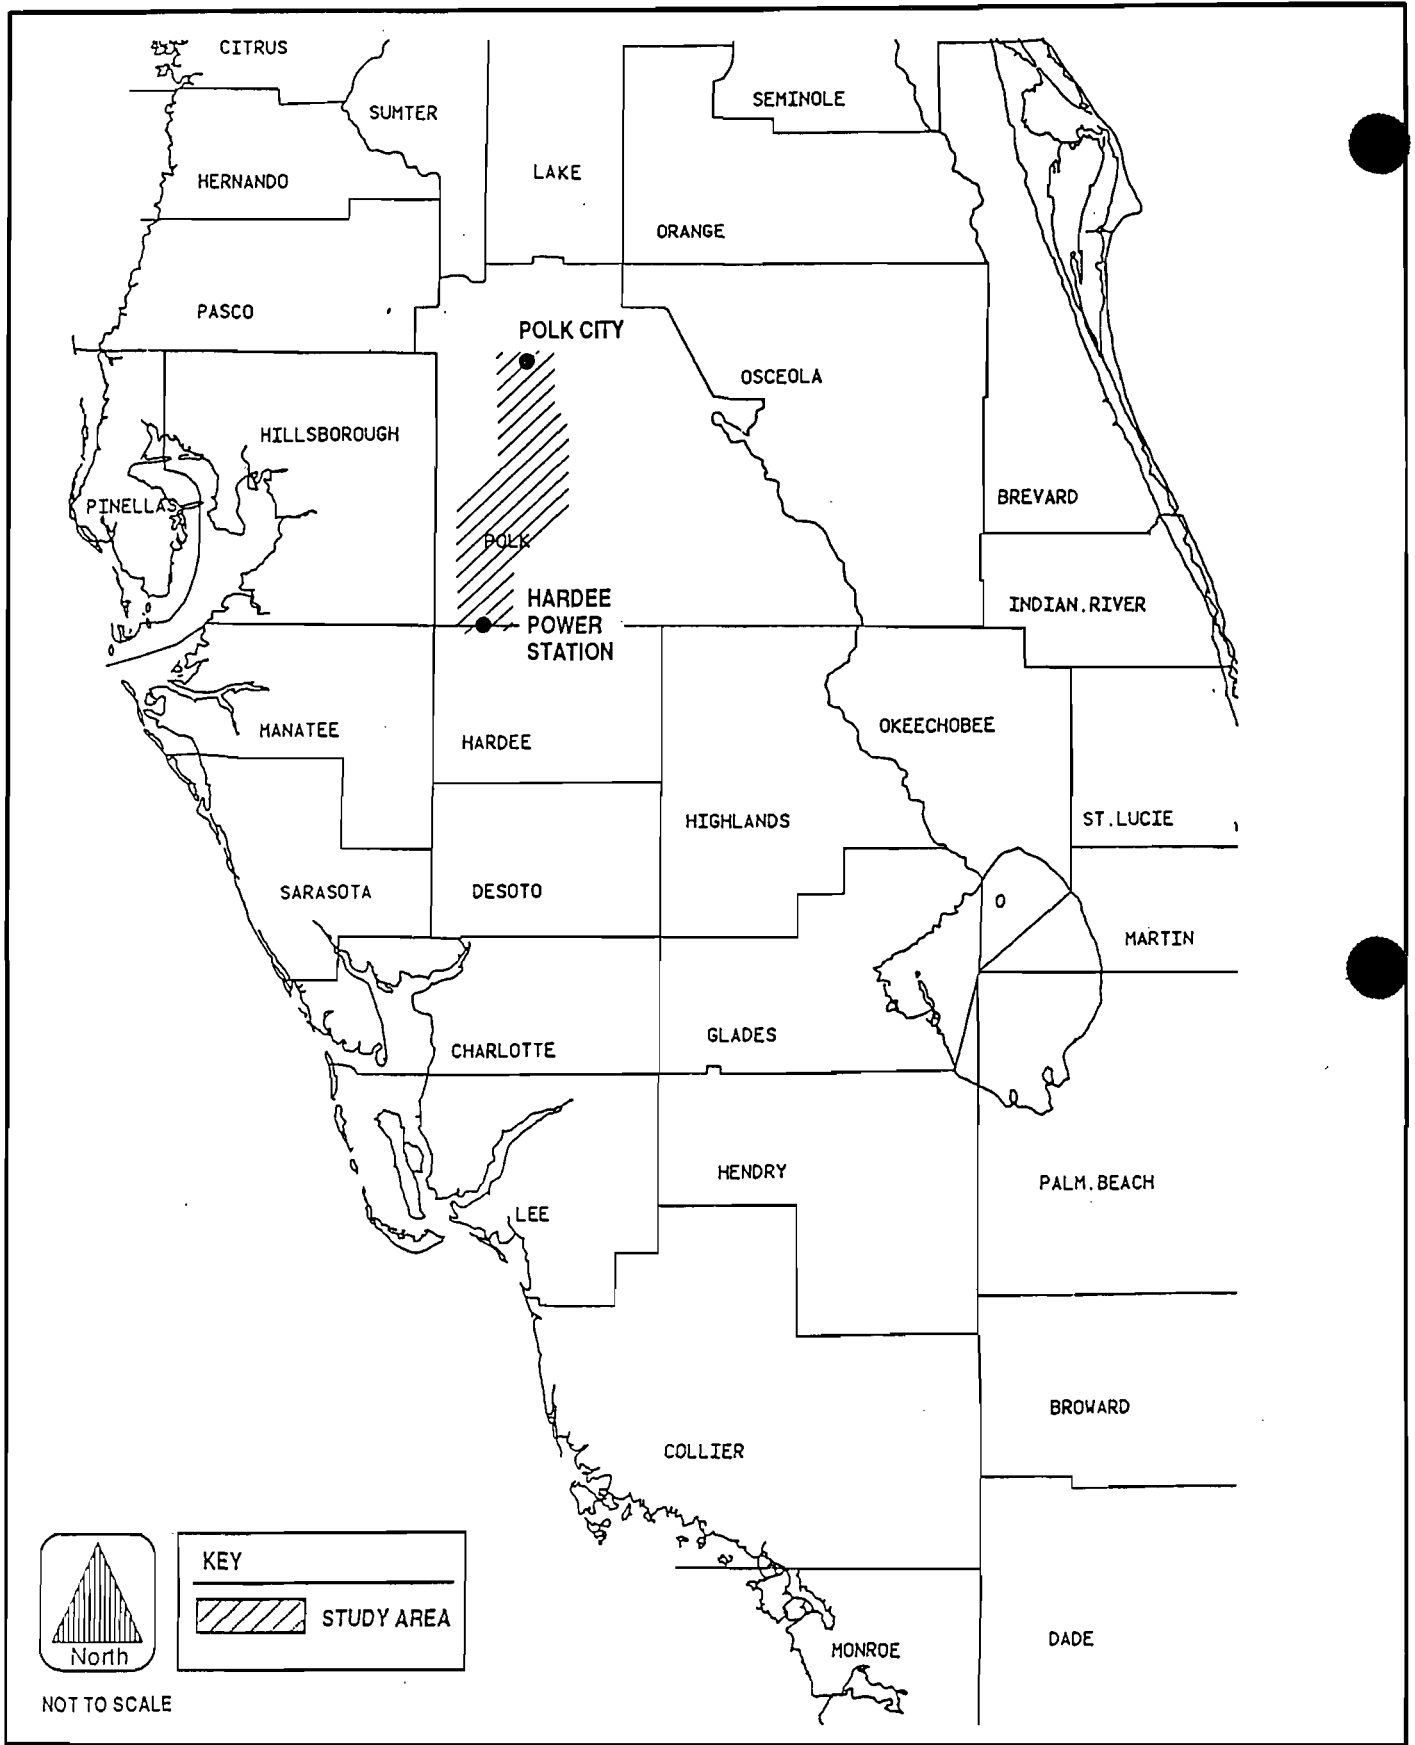 CITRUS
SUMTER
SEMINOLE
HERNANDO
LAKE
ORANGE
PASCO
POLK CITY
OSCEOLA
HILLSBOROUGH
PINELLAS
BREVARD
POLK
HARDEE
POWER
STATION
INDIAN.RIVER
MANATEE
HARDEE
OKEECHOBEE
HIGHLANDS
ST.LUCIE
SARASOTA
DESOTO
MARTIN
CHARLOTTE
GLADES
HENDRY
PALM.BEACH
LEE
BROWARD
COLLIER
KEY
STUDY AREA
North
MONROE
DADE
NOT TO SCALE